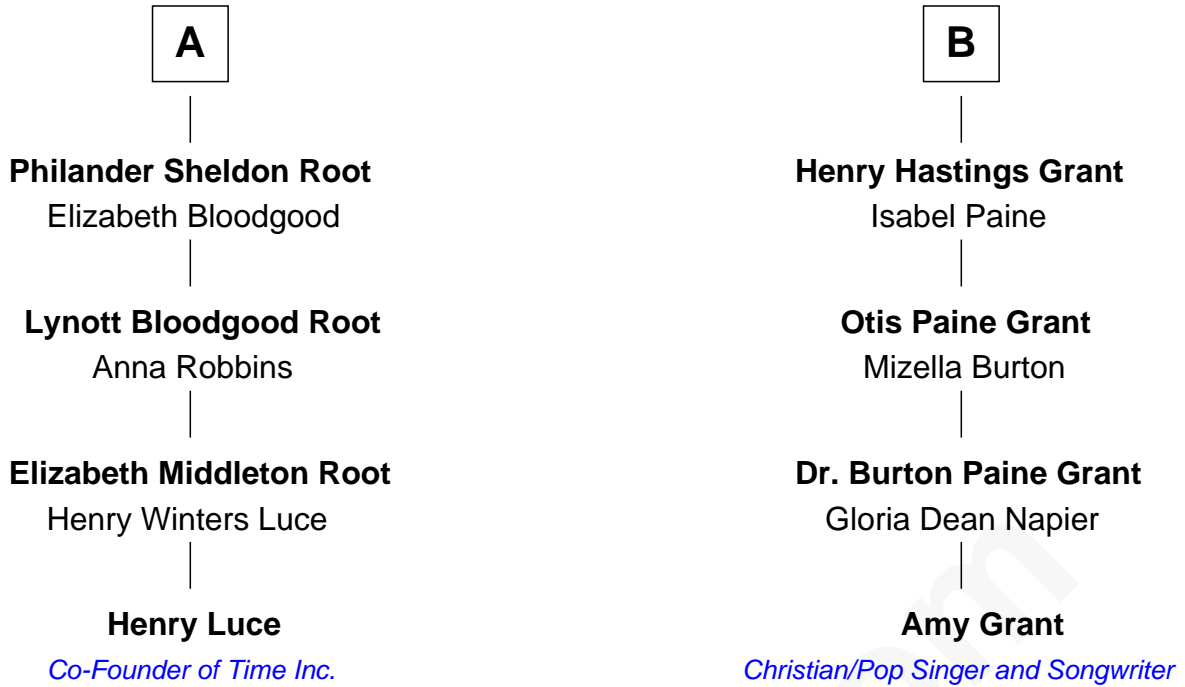 A
Philander Sheldon Root
Elizabeth Bloodgood
Lynott Bloodgood Root
Anna Robbins
Elizabeth Middleton Root
Henry Winters Luce
Henry Luce
Co-Founder of Time Inc.
B
Henry Hastings Grant
Isabel Paine
Otis Paine Grant
Mizella Burton
Dr. Burton Paine Grant
Gloria Dean Napier
Amy Grant
Christian/Pop Singer and Songwriter